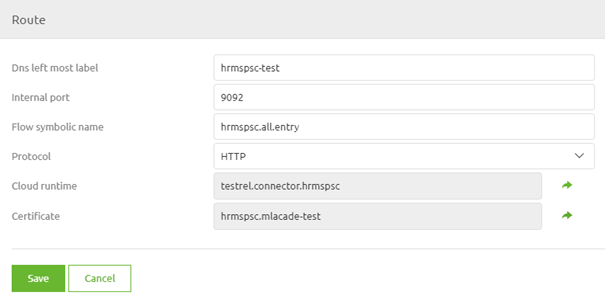 Route
Dns left most label hrmspsc-test
Internal port 9092
Flow symbolic name hrmspsc.all.entry
Protocol HTTP
Cloud runtime testrel.connector.hrmspsc
Certificate hrmspsc.mlacade-test
Save Cancel